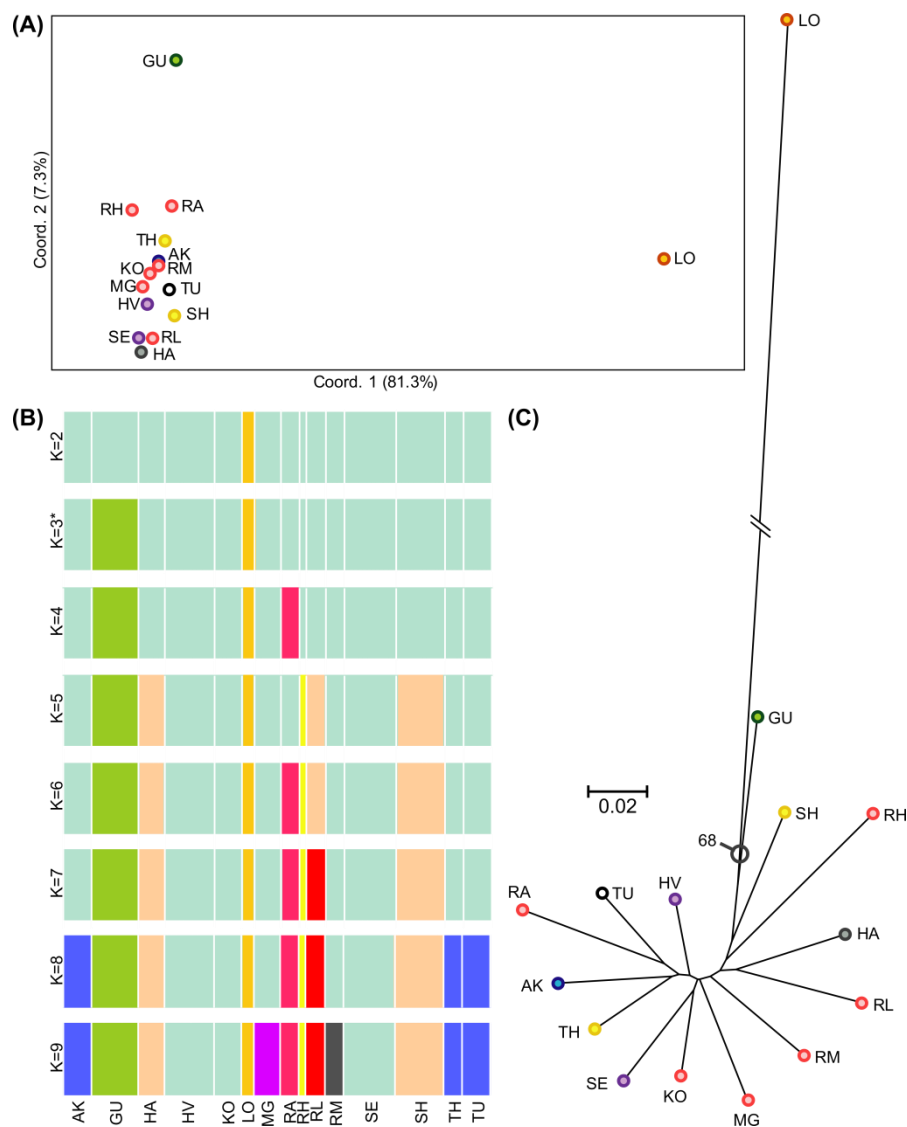 (A)
LO
GU
RH
RA
TH
AK
KO
RM
MG
TU
HV
SH
SE
RL
HA
LO
Coord. 2 (7.3%)
Coord. 1 (81.3%)
(B)
K=2
K=3*
K=4
K=5
K=6
K=7
K=8
K=9
AK
GU
HA
HV
KO
LO
MG
RA
RH
RL
RM
SE
SH
TH
TU
(C)
GU
0.02
SH
RH
68
RA
TU
HV
HA
AK
RL
TH
RM
SE
KO
MG